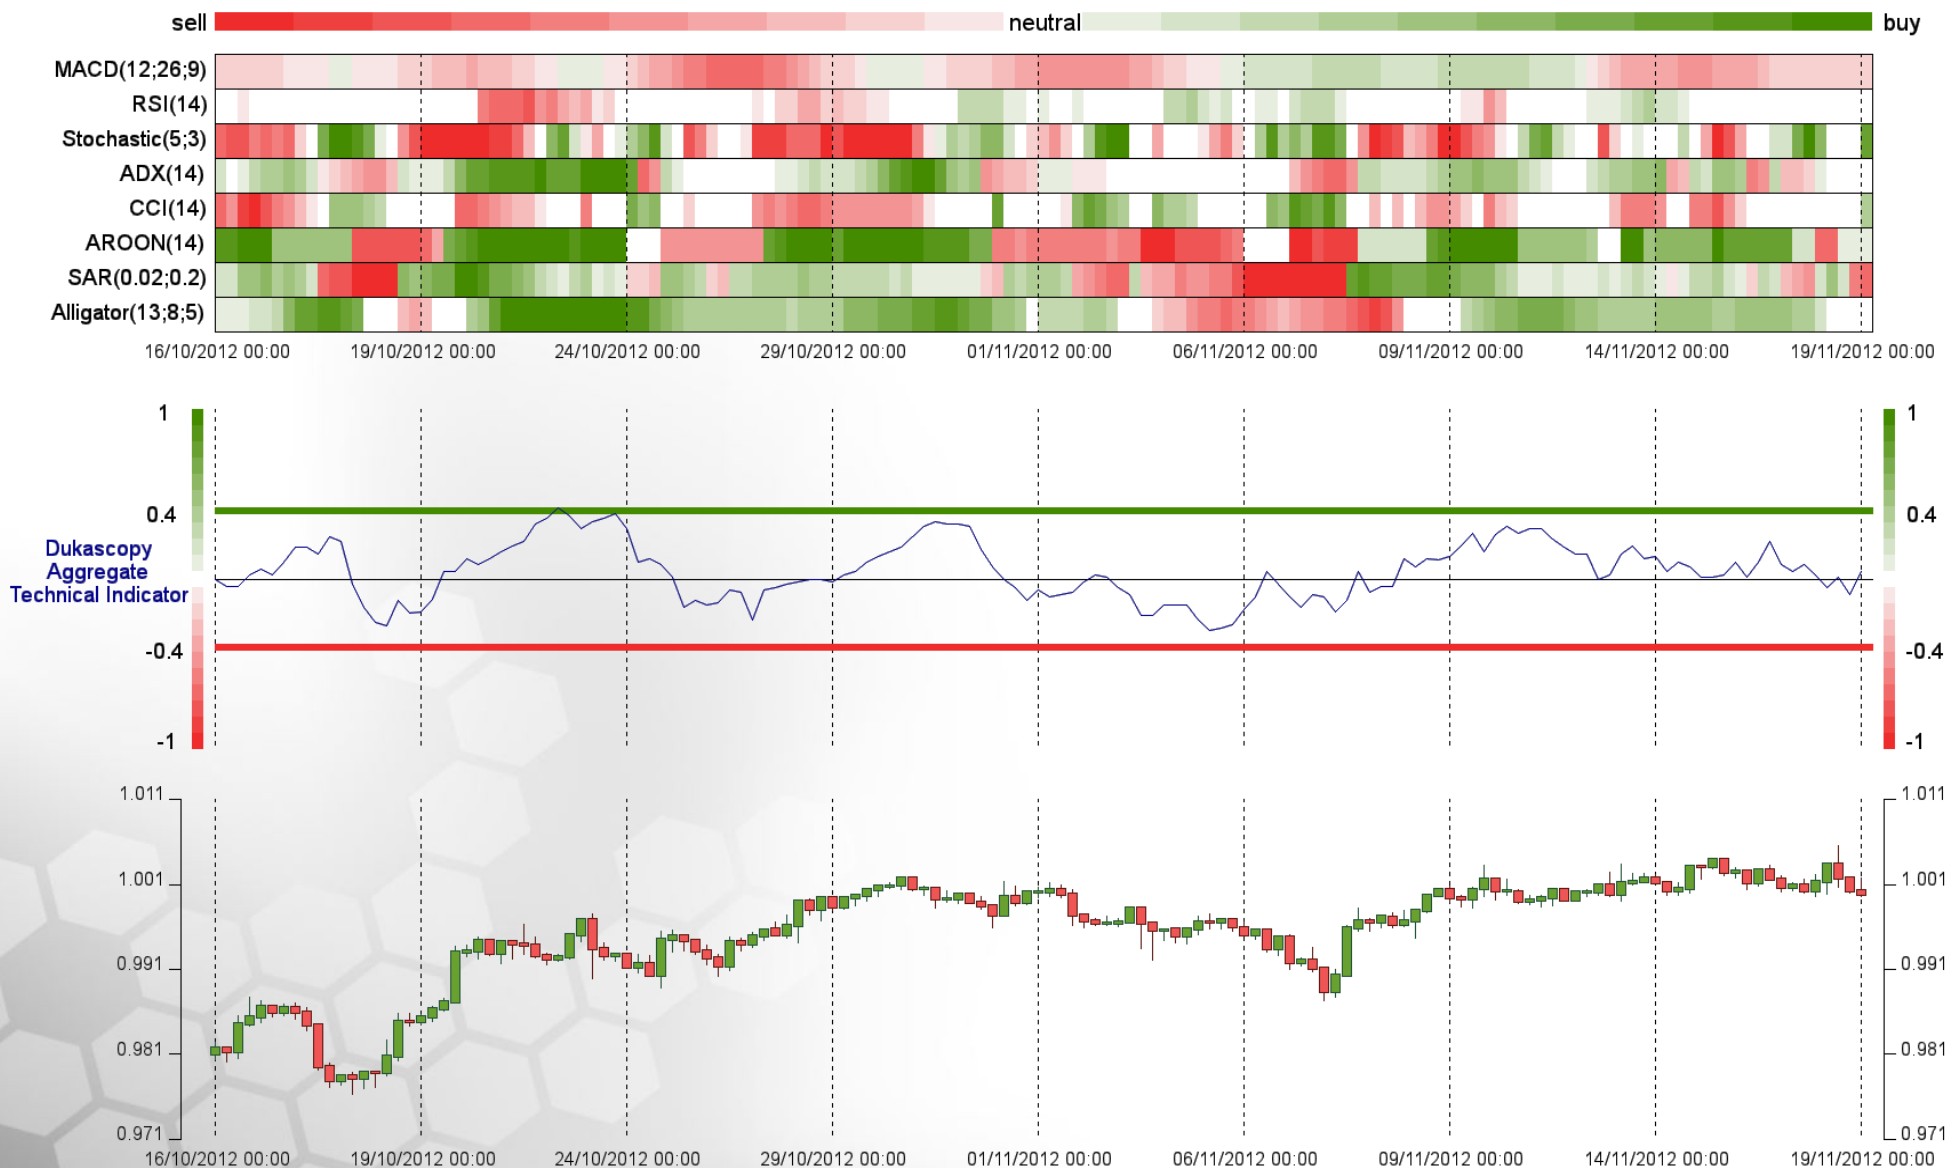 sell neutral buy
MACD(12;26;9)
RSI(14)
Stochastic(5;3)
ADX(14)
CCI(14)
AROON(14)
SAR(0.02;0.2)
Alligator(13;8;5)
16/10/2012 00:00 19/10/2012 00:00 24/10/2012 00:00 29/10/2012 00:00 01/11/2012 00:00 06/11/2012 00:00 09/11/2012 00:00 14/11/2012 00:00 19/11/2012 00:00
1 1
0.4 0.4
Dukascopy
Aggregate
Technical Indicator
-0.4 -0.4
-1 -1
1.011 1.011
1.001 1.001
0.991 0.991
0.981 0.981
0.971 0.971
16/10/2012 00:00 19/10/2012 00:00 24/10/2012 00:00 29/10/2012 00:00 01/11/2012 00:00 06/11/2012 00:00 09/11/2012 00:00 14/11/2012 00:00 19/11/2012 00:00